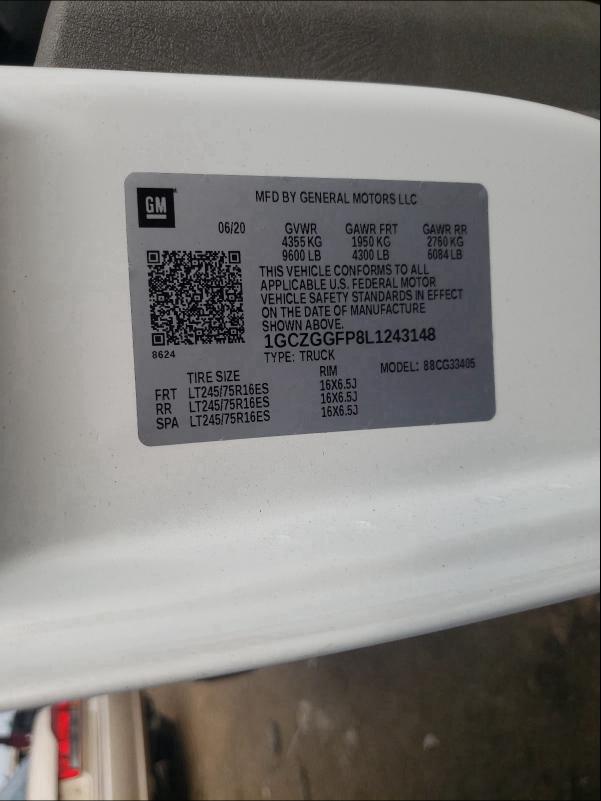 GM
MFD BY GENERAL MOTORS LLC
06/20 GVWR GAWR FRT GAWR RR
4355 KG 1950 KG 2760 KG
9600 LB 4300 LB 6084 LB
THIS VEHICLE CONFORMS TO ALL
APPLICABLE U.S. FEDERAL MOTOR
VEHICLE SAFETY STANDARDS IN EFFECT
ON THE DATE OF MANUFACTURE
SHOWN ABOVE.
1GCZGGFP8L1243148
8624
TYPE: TRUCK
MODEL: 88CG33405
TIRE SIZE RIM
FRT LT245/75R16ES 16X6.5J
RR LT245/75R16ES 16X6.5J
SPA LT245/75R16ES 16X6.5J